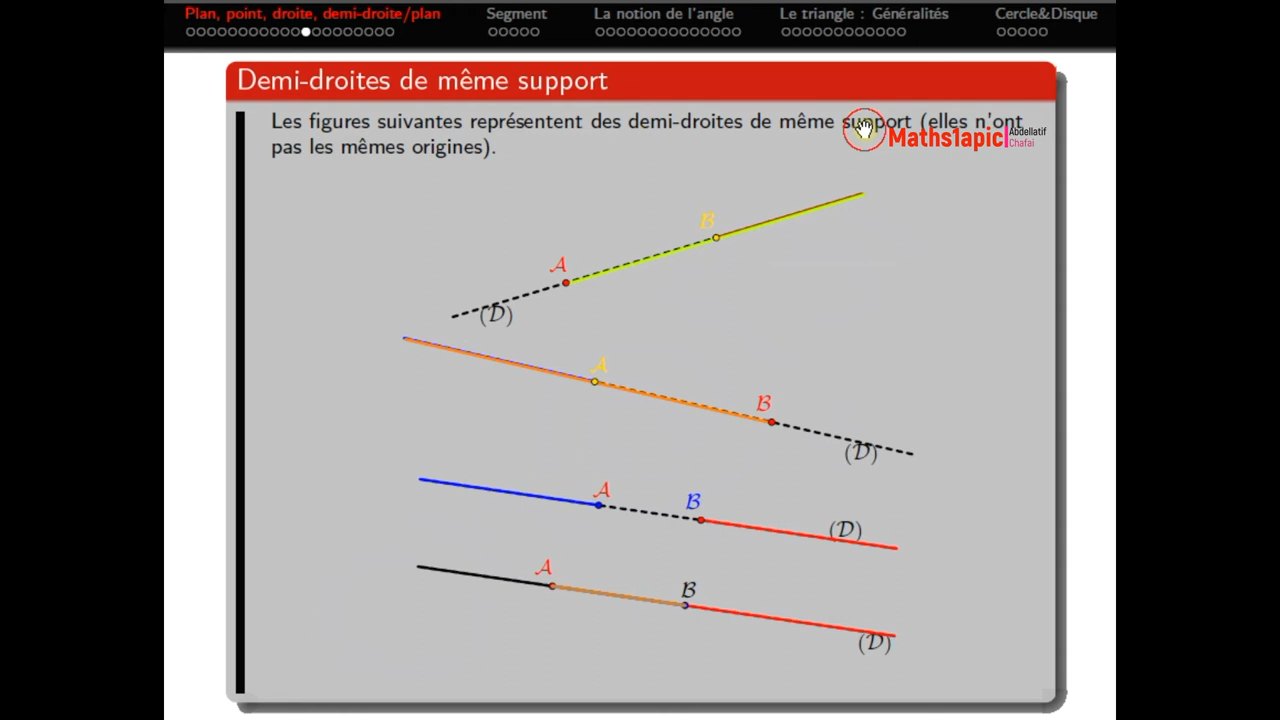 Plan, point, droite, demi-droite/plan Segment La notion de l'angle Le triangle : Généralités Cercle&Disque
Demi-droites de même support
Les figures suivantes représentent des demi-droites de même support (elles n'ont
pas les mêmes origines).
Maths1apic Abdellatif
Chafai
B
A
(D)
A
B
(D)
A
B
(D)
A
B
(D)